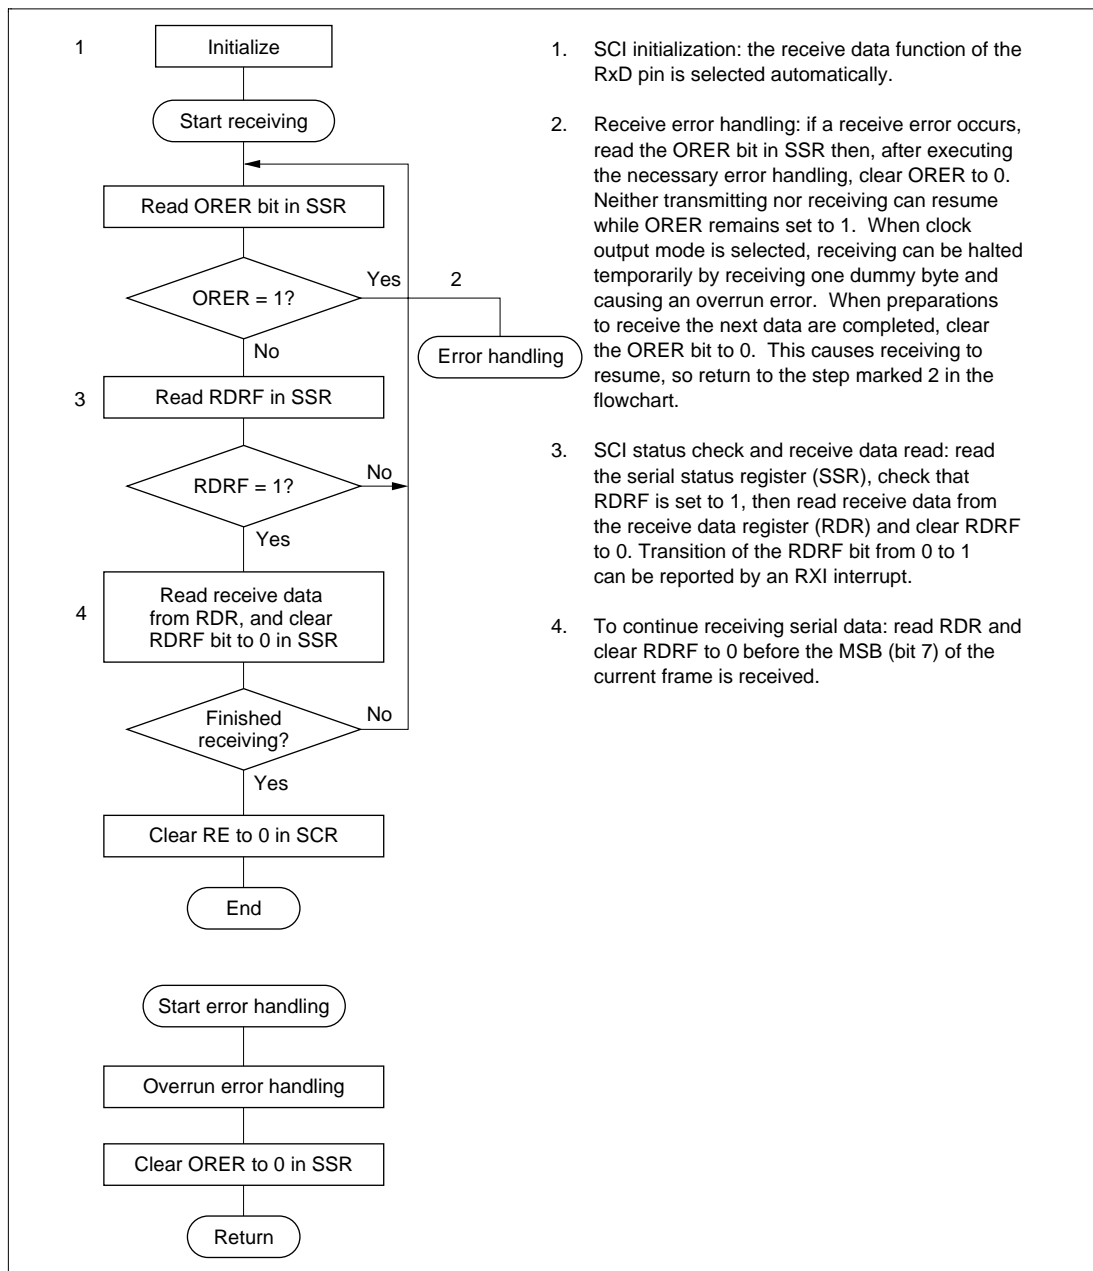 1
Initialize
Start receiving
Read ORER bit in SSR
ORER = 1?
Yes
2
Error handling
No
3
Read RDRF in SSR
RDRF = 1?
No
Yes
4
Read receive data
from RDR, and clear
RDRF bit to 0 in SSR
Finished
receiving?
No
Yes
Clear RE to 0 in SCR
End
Start error handling
Overrun error handling
Clear ORER to 0 in SSR
Return
1. SCI initialization: the receive data function of the
RxD pin is selected automatically.
2. Receive error handling: if a receive error occurs,
read the ORER bit in SSR then, after executing
the necessary error handling, clear ORER to 0.
Neither transmitting nor receiving can resume
while ORER remains set to 1. When clock
output mode is selected, receiving can be halted
temporarily by receiving one dummy byte and
causing an overrun error. When preparations
to receive the next data are completed, clear
the ORER bit to 0. This causes receiving to
resume, so return to the step marked 2 in the
flowchart.
3. SCI status check and receive data read: read
the serial status register (SSR), check that
RDRF is set to 1, then read receive data from
the receive data register (RDR) and clear RDRF
to 0. Transition of the RDRF bit from 0 to 1
can be reported by an RXI interrupt.
4. To continue receiving serial data: read RDR and
clear RDRF to 0 before the MSB (bit 7) of the
current frame is received.